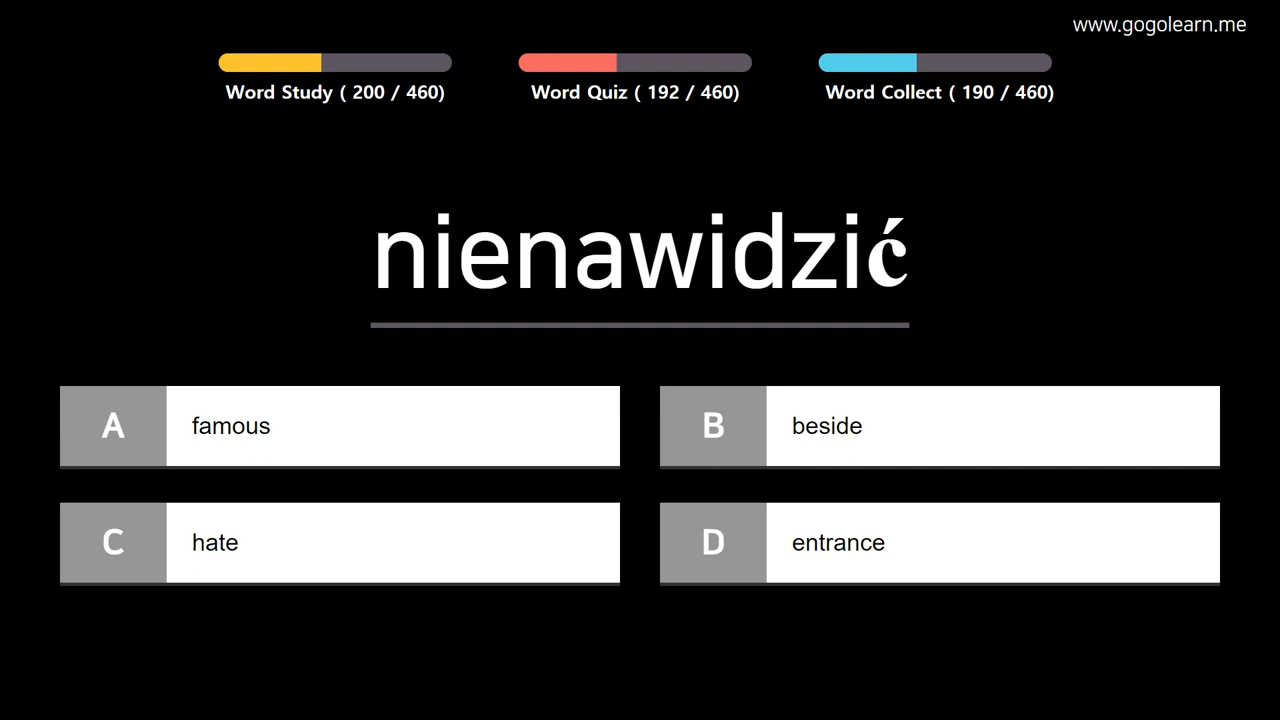 www.gogolearn.me
Word Study ( 200 / 460)
Word Quiz ( 192 / 460)
Word Collect ( 190 / 460)
nienawidzić
A famous
B beside
C hate
D entrance